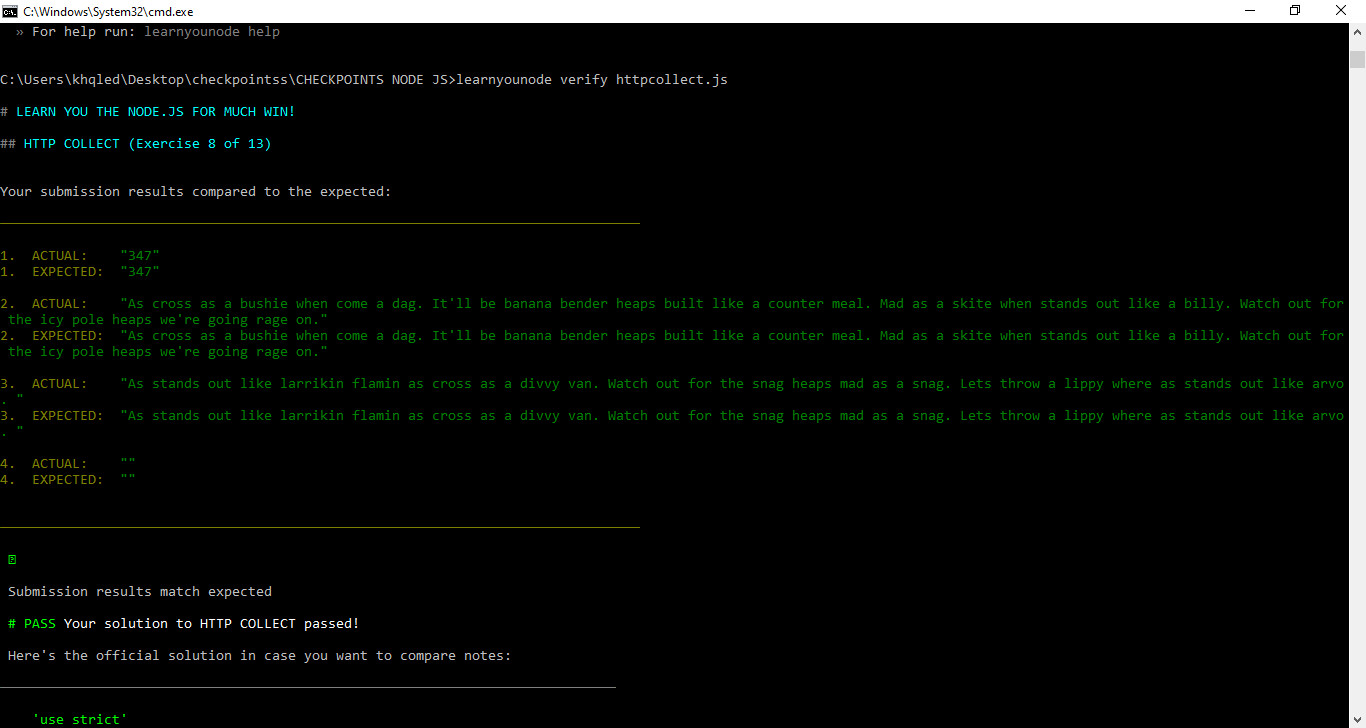 C:\Windows\System32\cmd.exe
» For help run: learnyounode help
C:\Users\khqled\Desktop\checkpointss\CHECKPOINTS NODE JS>learnyounode verify httpcollect.js
# LEARN YOU THE NODE.JS FOR MUCH WIN!
## HTTP COLLECT (Exercise 8 of 13)
Your submission results compared to the expected:
1.  ACTUAL:    "347"
1.  EXPECTED:  "347"
2.  ACTUAL:    "As cross as a bushie when come a dag. It'll be banana bender heaps built like a counter meal. Mad as a skite when stands out like a billy. Watch out for
the icy pole heaps we're going rage on."
2.  EXPECTED:  "As cross as a bushie when come a dag. It'll be banana bender heaps built like a counter meal. Mad as a skite when stands out like a billy. Watch out for
the icy pole heaps we're going rage on."
3.  ACTUAL:    "As stands out like larrikin flamin as cross as a divvy van. Watch out for the snag heaps mad as a snag. Lets throw a lippy where as stands out like arvo
. "
3.  EXPECTED:  "As stands out like larrikin flamin as cross as a divvy van. Watch out for the snag heaps mad as a snag. Lets throw a lippy where as stands out like arvo
. "
4.  ACTUAL:    ""
4.  EXPECTED:  ""
Submission results match expected
# PASS Your solution to HTTP COLLECT passed!
Here's the official solution in case you want to compare notes:
'use strict'